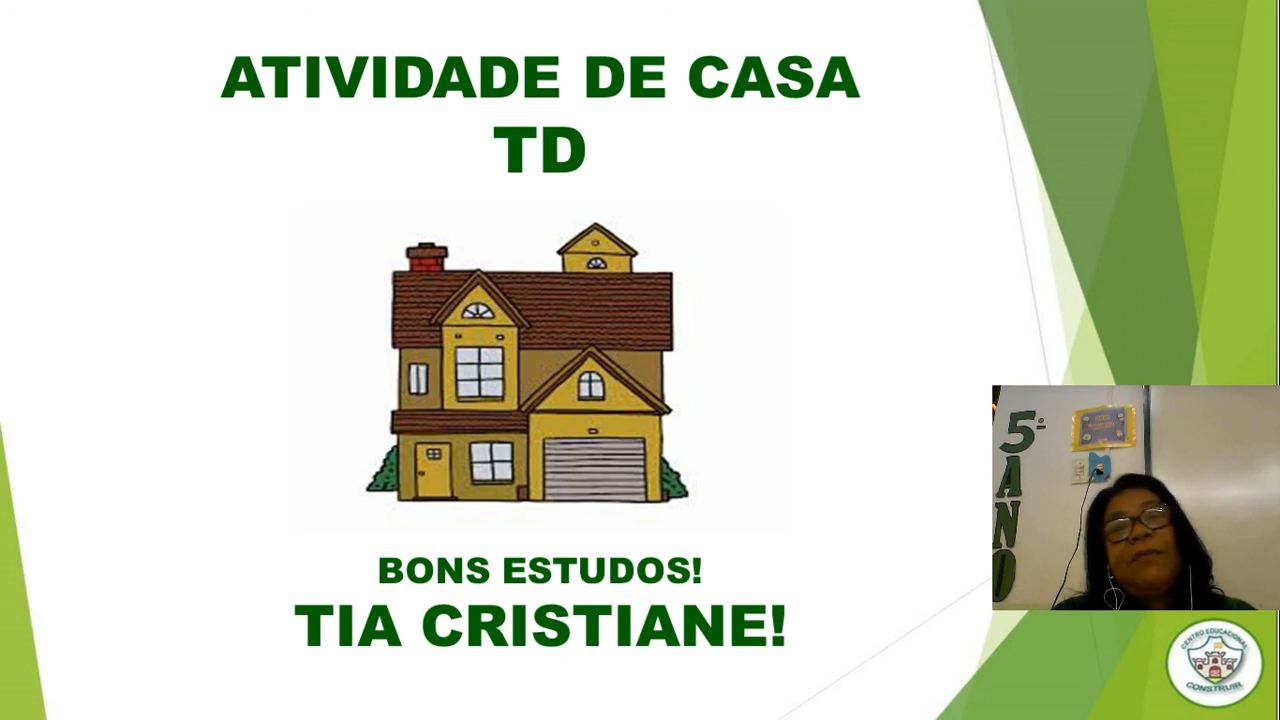 ATIVIDADE DE CASA
TD
BONS ESTUDOS!
TIA CRISTIANE!
5º
ANO
CENTRO EDUCACIONAL
CONSTRUIR